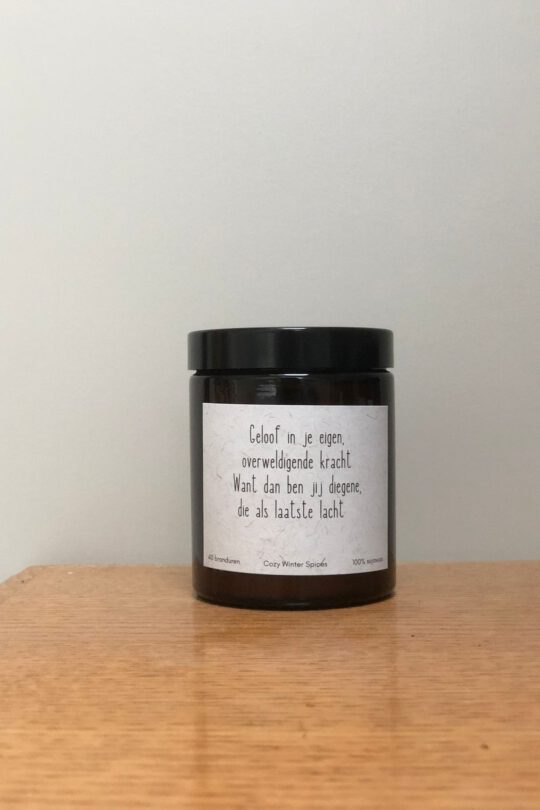 Geloof in je eigen,
overweldigende kracht
Want dan ben jij diegene,
die als laatste lacht
40 branduren
Cozy Winter Spices
100% sojawas